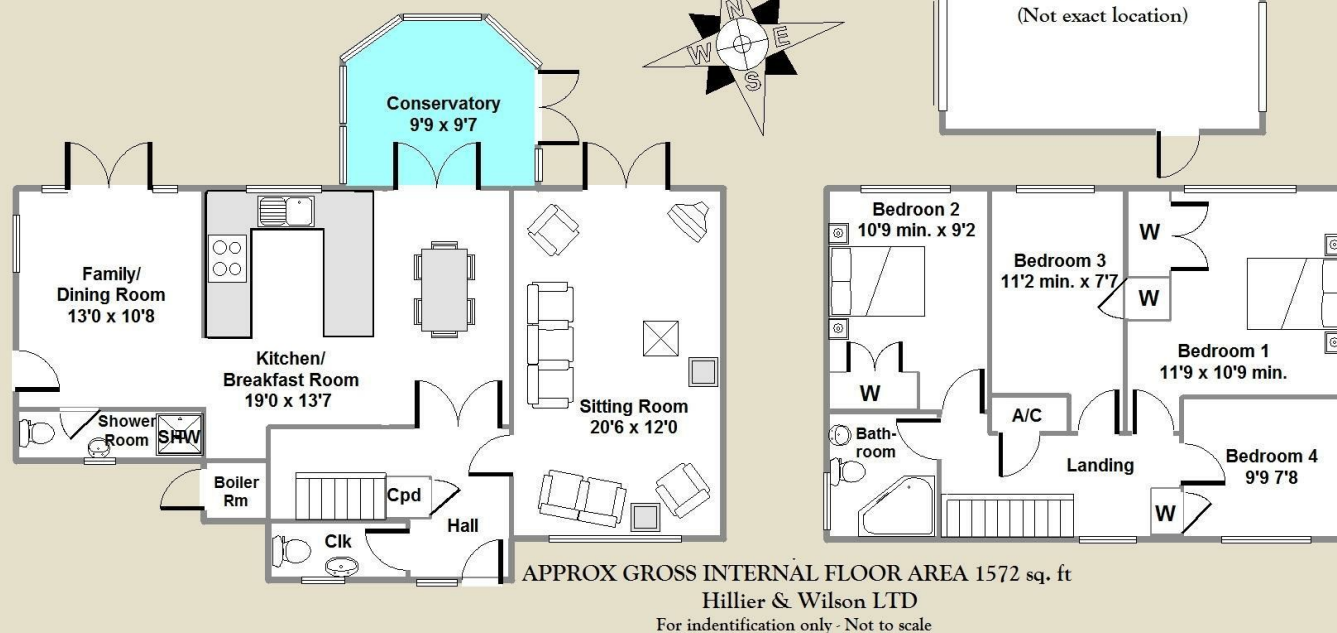 (Not exact location)
N
E
W
S
Conservatory
9'9 x 9'7
Family/
Dining Room
13'0 x 10'8
Kitchen/
Breakfast Room
19'0 x 13'7
Sitting Room
20'6 x 12'0
Shower
Room
SHW
Boiler
Rm
Cpd
Hall
Clk
Bedroon 2
10'9 min. x 9'2
Bedroom 3
11'2 min. x 7'7
W
W
Bedroom 1
11'9 x 10'9 min.
W
A/C
Bath-
room
Landing
Bedroom 4
9'9 7'8
W
APPROX GROSS INTERNAL FLOOR AREA 1572 sq. ft
Hillier & Wilson LTD
For indentification only - Not to scale